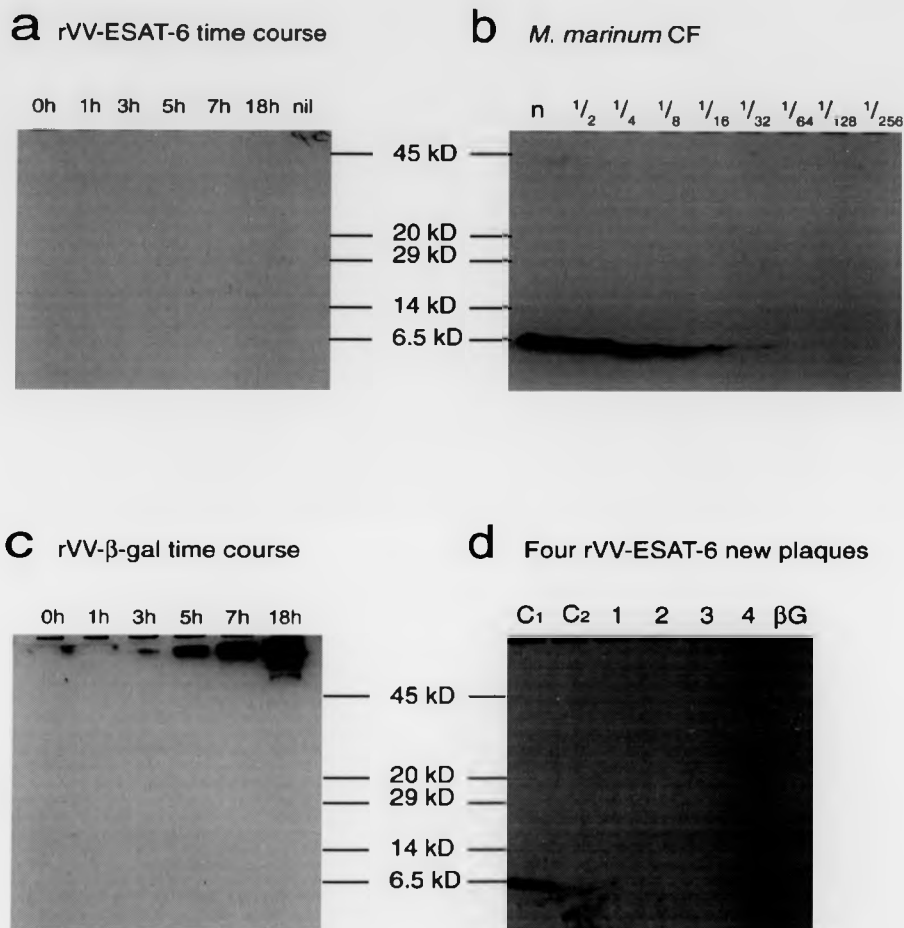 a rVV-ESAT-6 time course
0h 1h 3h 5h 7h 18h nil
b M. marinum CF
n 1/2 1/4 1/8 1/16 1/32 1/64 1/128 1/256
45 kD
20 kD
29 kD
14 kD
6.5 kD
c rVV-β-gal time course
0h 1h 3h 5h 7h 18h
d Four rVV-ESAT-6 new plaques
C1 C2 1 2 3 4 βG
45 kD
20 kD
29 kD
14 kD
6.5 kD